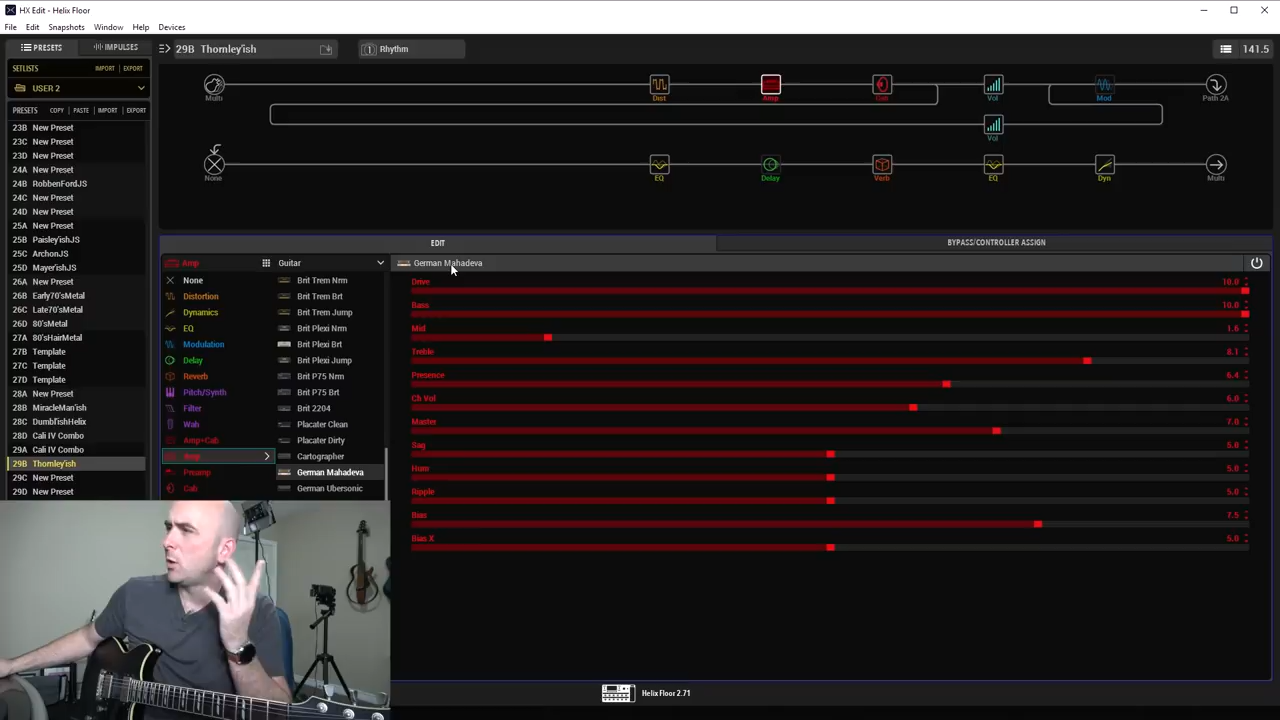 HX Edit - Helix Floor
File Edit Snapshots Window Help Devices
PRESETS IMPULSES
29B Thornley'ish
1 Rhythm
141.5
SETLISTS IMPORT EXPORT
USER 2
PRESETS COPY PASTE IMPORT EXPORT
23B New Preset
23C New Preset
23D New Preset
24A New Preset
24B RobbenFordJS
24C New Preset
24D New Preset
25A New Preset
25B Paisley'ishJS
25C ArchonJS
25D Mayer'ishJS
26A New Preset
26B Early70'sMetal
26C Late70'sMetal
26D 80'sMetal
27A 80'sHairMetal
27B Template
27C Template
27D Template
28A New Preset
28B MiracleMan'ish
28C Dumbl'ishHelix
28D Cali IV Combo
29A Cali IV Combo
29B Thornley'ish
29C New Preset
29D New Preset
Multi Dist Amp Cab Vol Mod Path 2A
Vol
None EQ Delay Verb EQ Dyn Multi
EDIT
BYPASS/CONTROLLER ASSIGN
Amp
Guitar
None
Distortion
Dynamics
EQ
Modulation
Delay
Reverb
Pitch/Synth
Filter
Wah
Amp+Cab
Amp
Preamp
Cab
Brit Trem Nrm
Brit Trem Brt
Brit Trem Jump
Brit Plexi Nrm
Brit Plexi Brt
Brit Plexi Jump
Brit P75 Nrm
Brit P75 Brt
Brit 2204
Placater Clean
Placater Dirty
Cartographer
German Mahadeva
German Ubersonic
German Mahadeva
Drive 10.0
Bass 10.0
Mid 1.6
Treble 8.1
Presence 6.4
Ch Vol 6.0
Master 7.0
Sag 5.0
Hum 5.0
Ripple 5.0
Bias 7.5
Bias X 5.0
Helix Floor 2.71